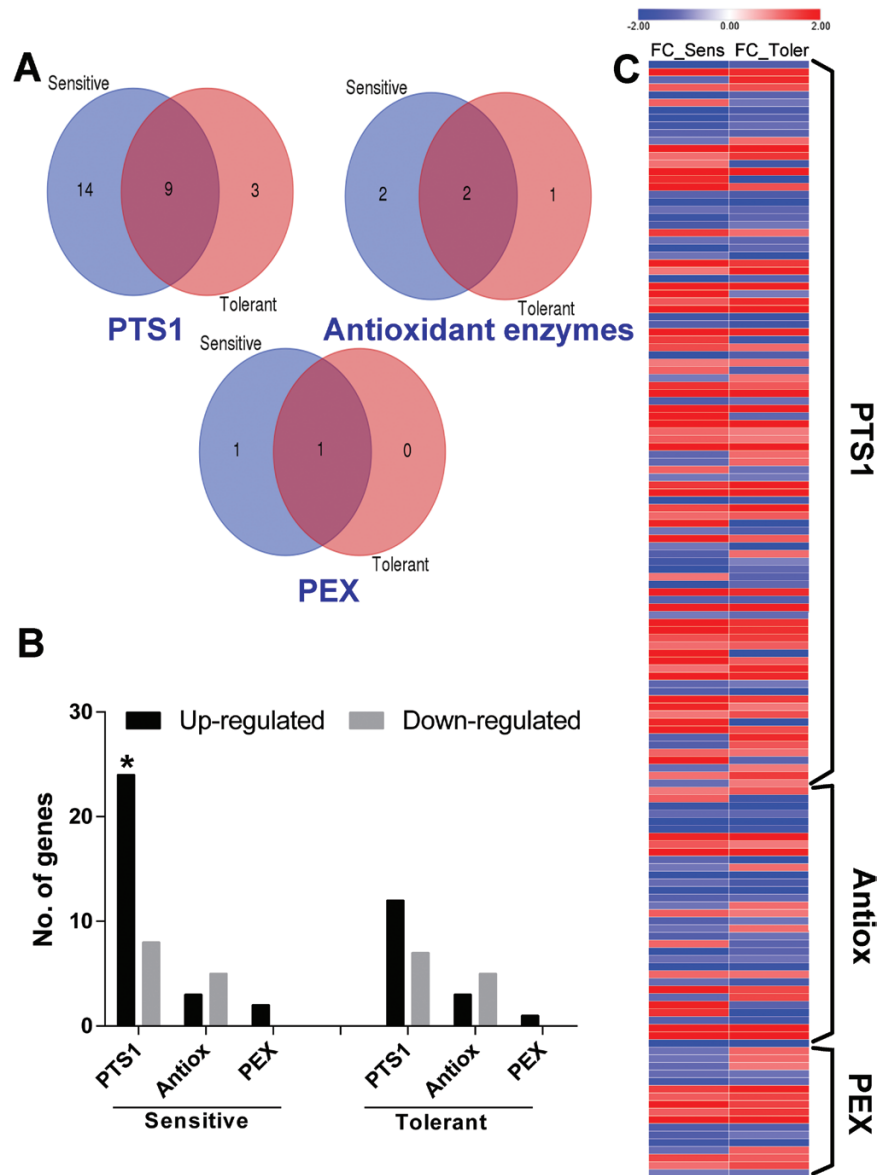 -2.00 0.00 2.00
FC_Sens FC_Toler
A
Sensitive
14 9 3
Tolerant
PTS1
Sensitive
2 2 1
Tolerant
Antioxidant enzymes
Sensitive
1 1 0
Tolerant
PEX
B
Up-regulated Down-regulated
No. of genes
30
20
10
0
*
PTS1 Antiox PEX PTS1 Antiox PEX
Sensitive Tolerant
C
PTS1
Antiox
PEX